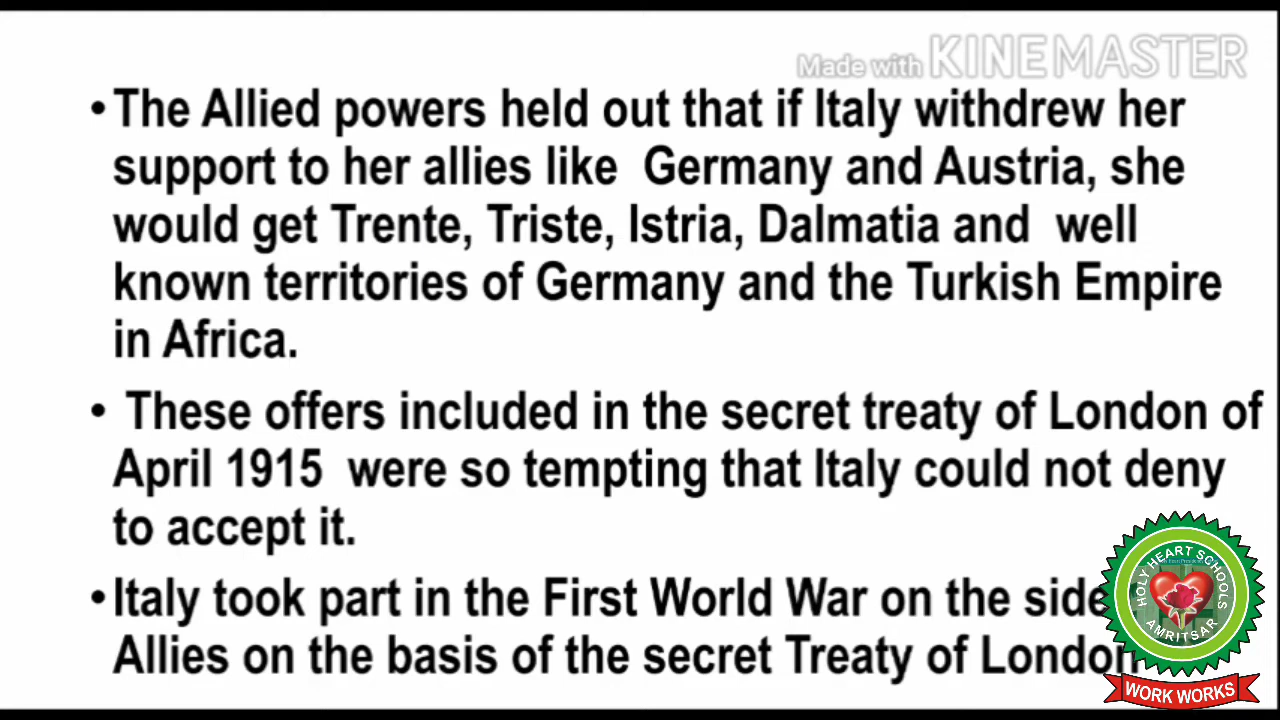 Made with KINEMASTER
• The Allied powers held out that if Italy withdrew her
support to her allies like Germany and Austria, she
would get Trente, Triste, Istria, Dalmatia and well
known territories of Germany and the Turkish Empire
in Africa.
• These offers included in the secret treaty of London of
April 1915 were so tempting that Italy could not deny
to accept it.
• Italy took part in the First World War on the side
Allies on the basis of the secret Treaty of London
HOLY HEART SCHOOLS
AMRITSAR
WORK WORKS